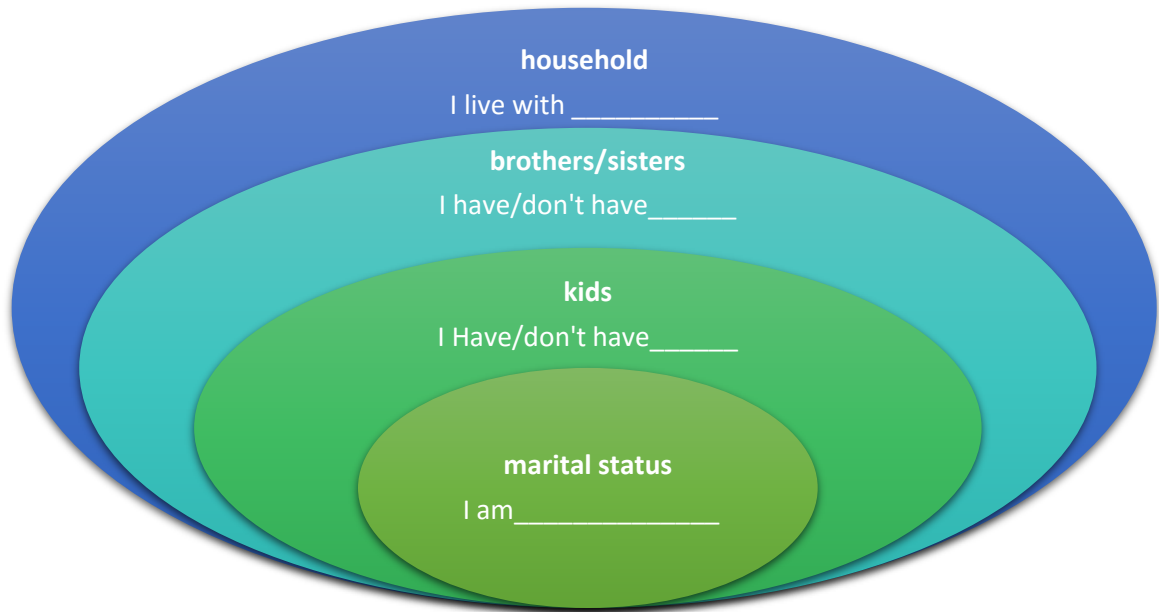 household
I live with __________
brothers/sisters
I have/don't have______
kids
I Have/don't have______
marital status
I am______________